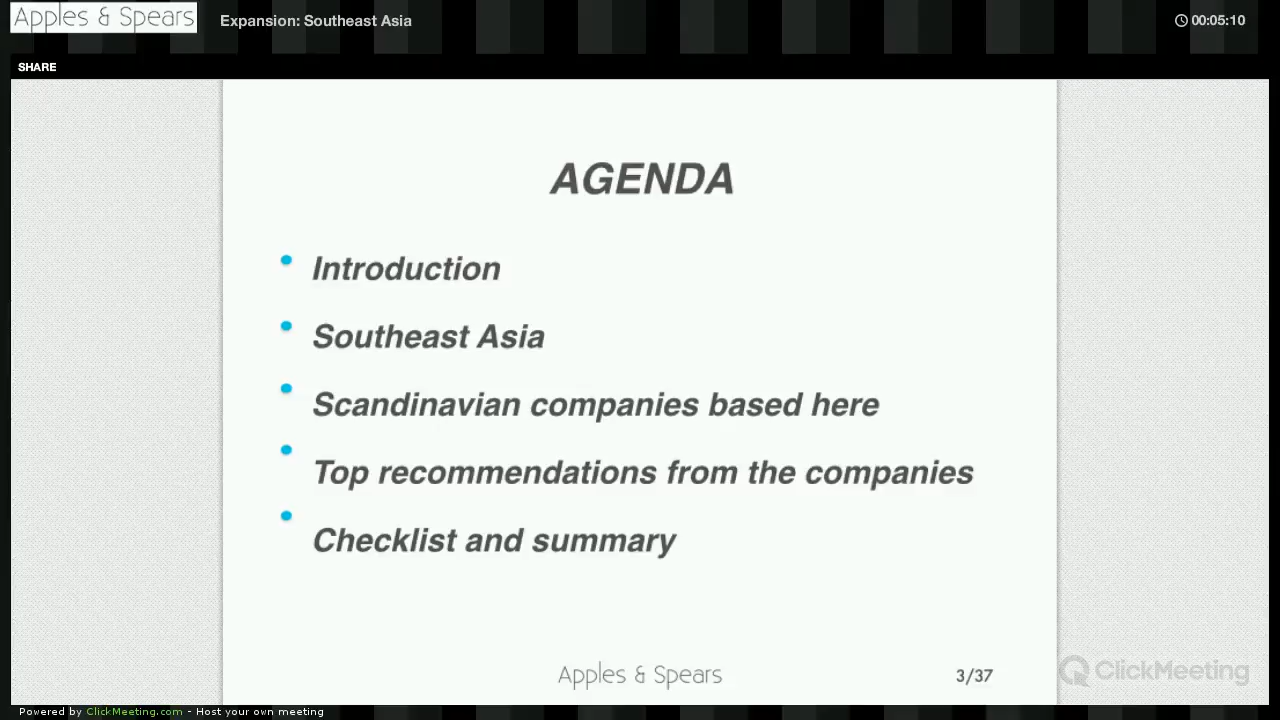 Apples & Spears
Expansion: Southeast Asia
00:05:10
SHARE
AGENDA
Introduction
Southeast Asia
Scandinavian companies based here
Top recommendations from the companies
Checklist and summary
Apples & Spears
3/37
ClickMeeting
Powered by ClickMeeting.com - Host your own meeting